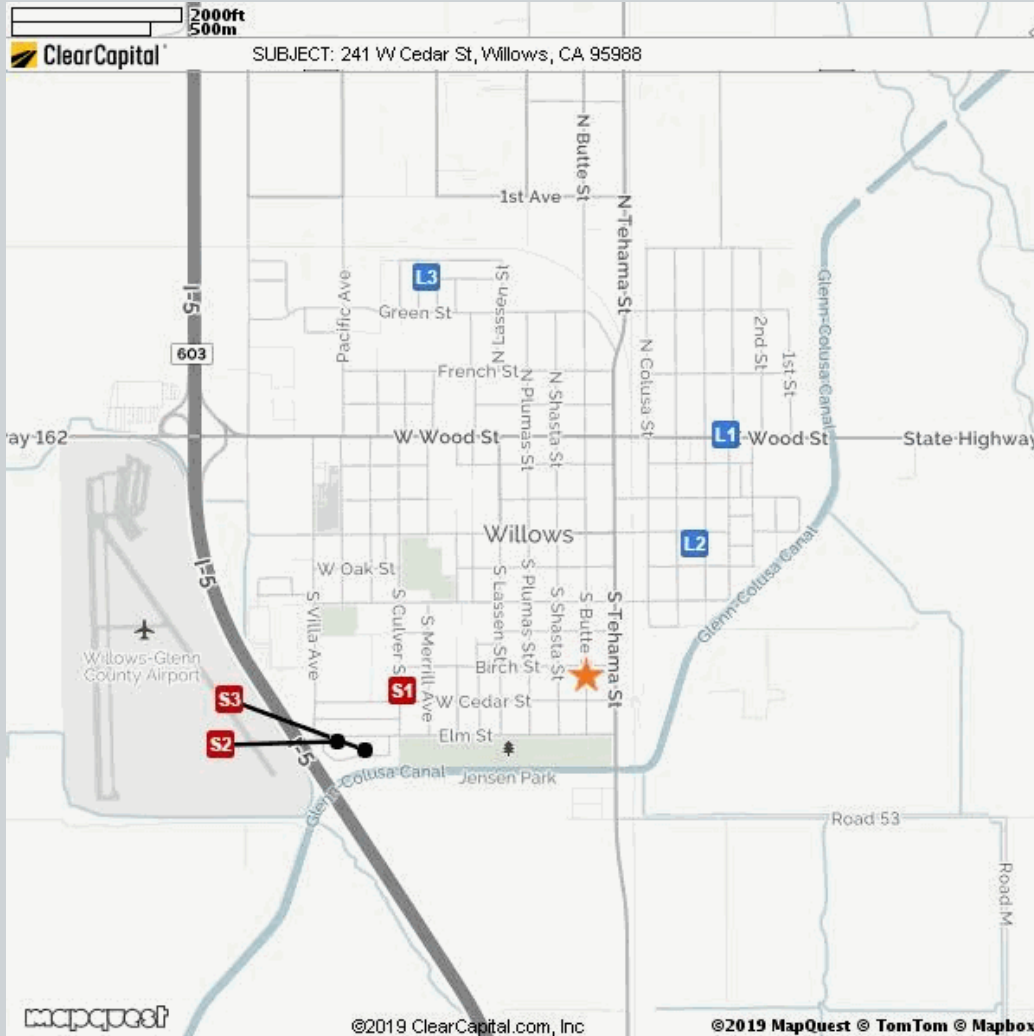 2000ft
500m
ClearCapital
SUBJECT: 241 W Cedar St, Willows, CA 95988
N Butte St
1st Ave
N Tehama St
L3
N Lassen St
Pacific Ave
Green St
I-5
Glenn-Colusa Canal
2nd St
1st St
603
N Colusa St
French St
N Plumas St
N Shasta St
ay 162
W Wood St
L1
Wood St
State Highway
Willows
L2
W Oak St
I-5
S Villa Ave
S Culver S
S Merrill Ave
S Lassen St
S Plumas St
S Shasta St
S Butte
S Tehama St
Glenn-Colusa Canal
Willows-Glenn
County Airport
Birch St
S3
S1
W Cedar St
S2
Elm St
I-5
Glenn-Colusa Canal
Jensen Park
Road 53
Road M
mapquest
©2019 ClearCapital.com, Inc
©2019 MapQuest © TomTom © Mapbox